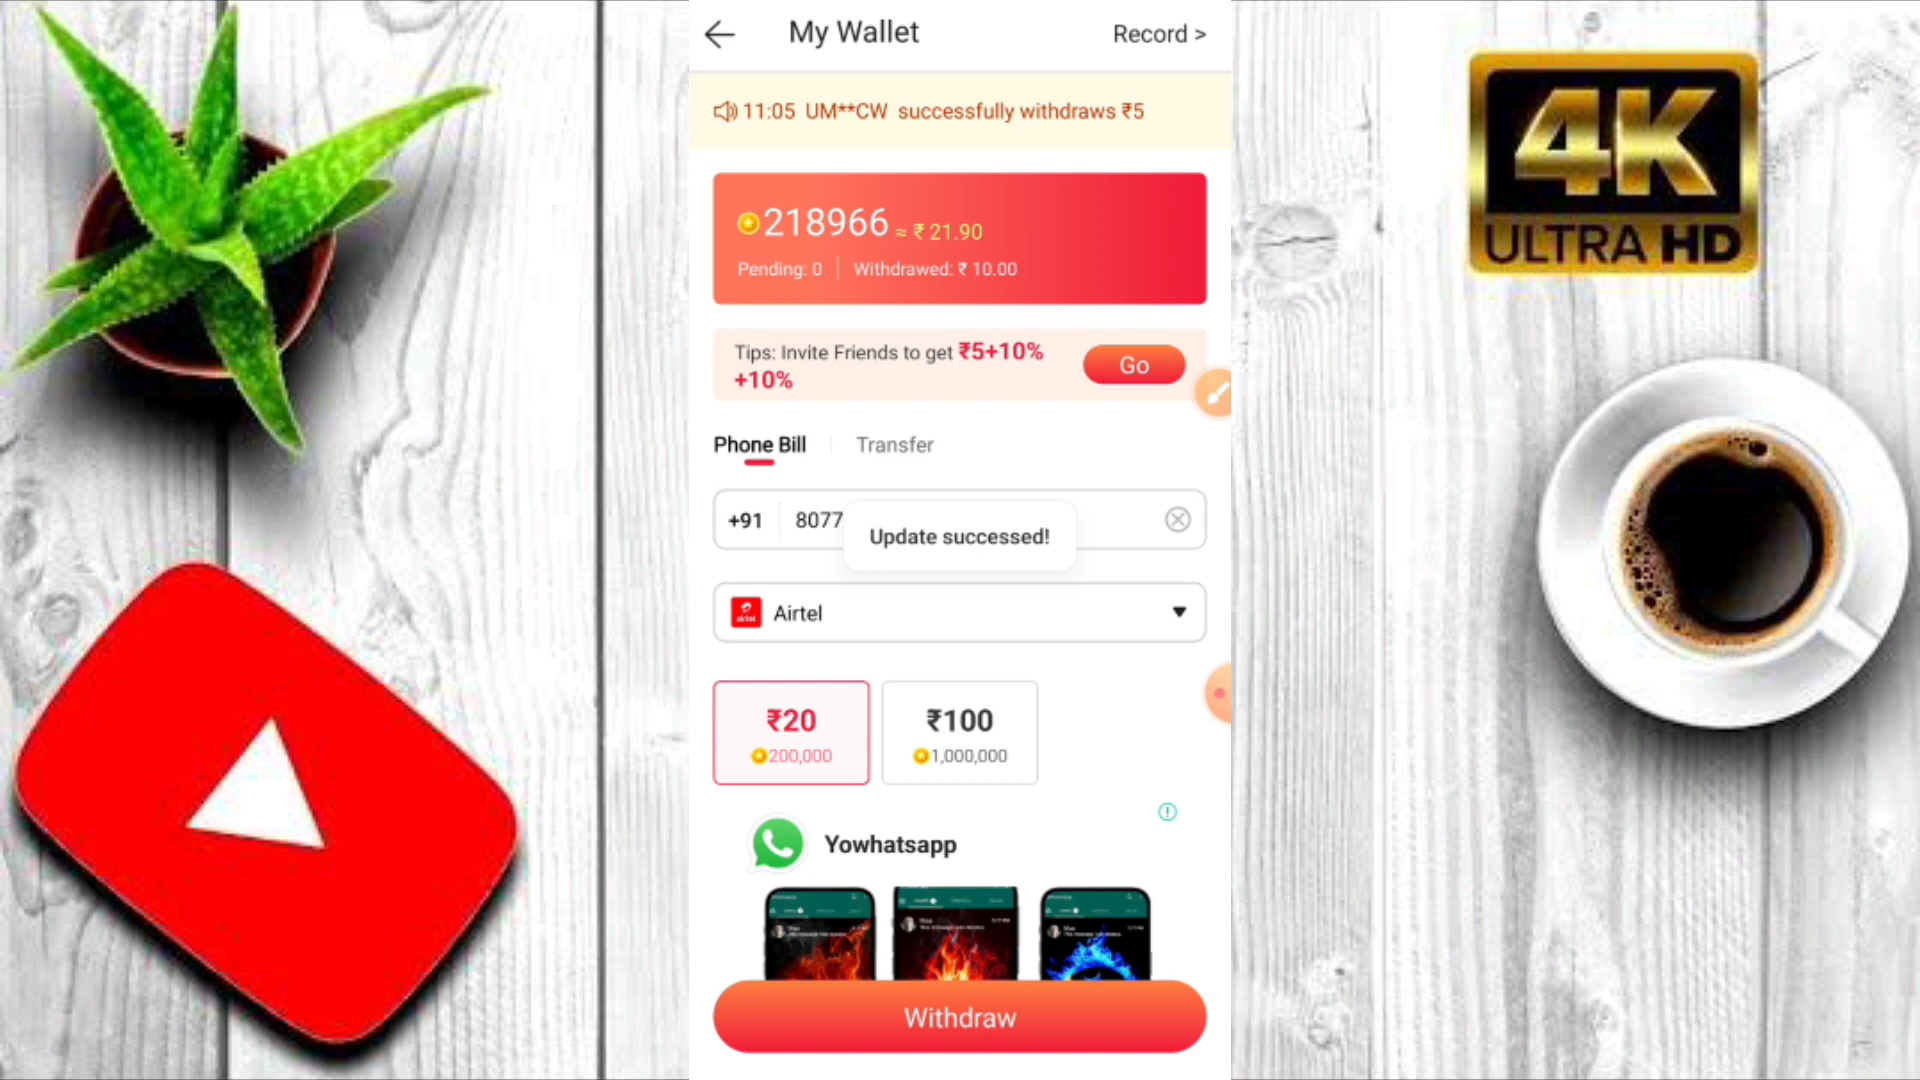 My Wallet
Record >
11:05 UM**CW successfully withdraws ₹5
218966 ≈ ₹ 21.90
Pending: 0 Withdrawed: ₹ 10.00
Tips: Invite Friends to get ₹5+10%
+10%
Go
Phone Bill Transfer
+91 8077
Update successed!
airtel Airtel
₹20 ₹100
200,000 1,000,000
Yowhatsapp
Withdraw
4K
ULTRA HD